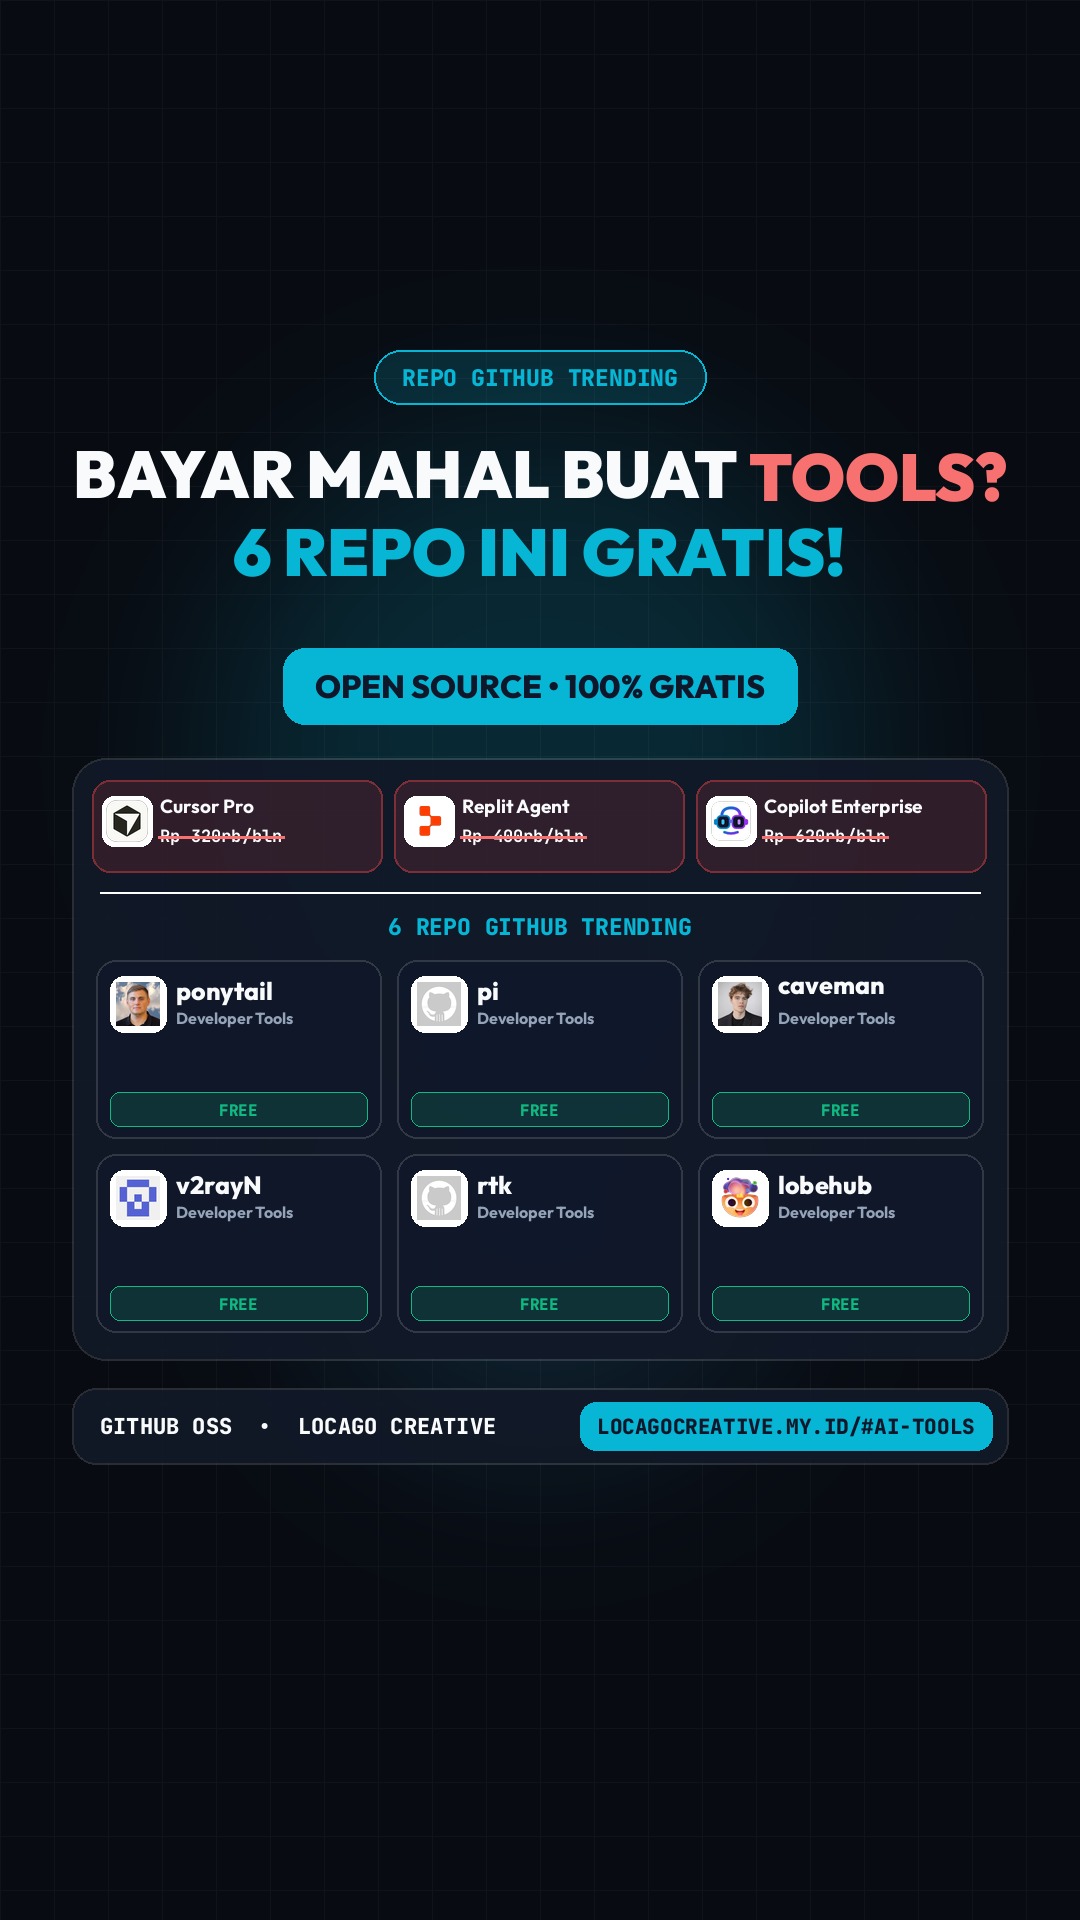 REPO GITHUB TRENDING
BAYAR MAHAL BUAT TOOLS?
6 REPO INI GRATIS!
OPEN SOURCE • 100% GRATIS
Cursor Pro
Rp 320rb/bln
Replit Agent
Rp 400rb/bln
Copilot Enterprise
Rp 620rb/bln
6 REPO GITHUB TRENDING
ponytail
Developer Tools
FREE
pi
Developer Tools
FREE
caveman
Developer Tools
FREE
v2rayN
Developer Tools
FREE
rtk
Developer Tools
FREE
lobehub
Developer Tools
FREE
GITHUB OSS • LOCAGO CREATIVE
LOCAGOCREATIVE.MY.ID/#AI-TOOLS